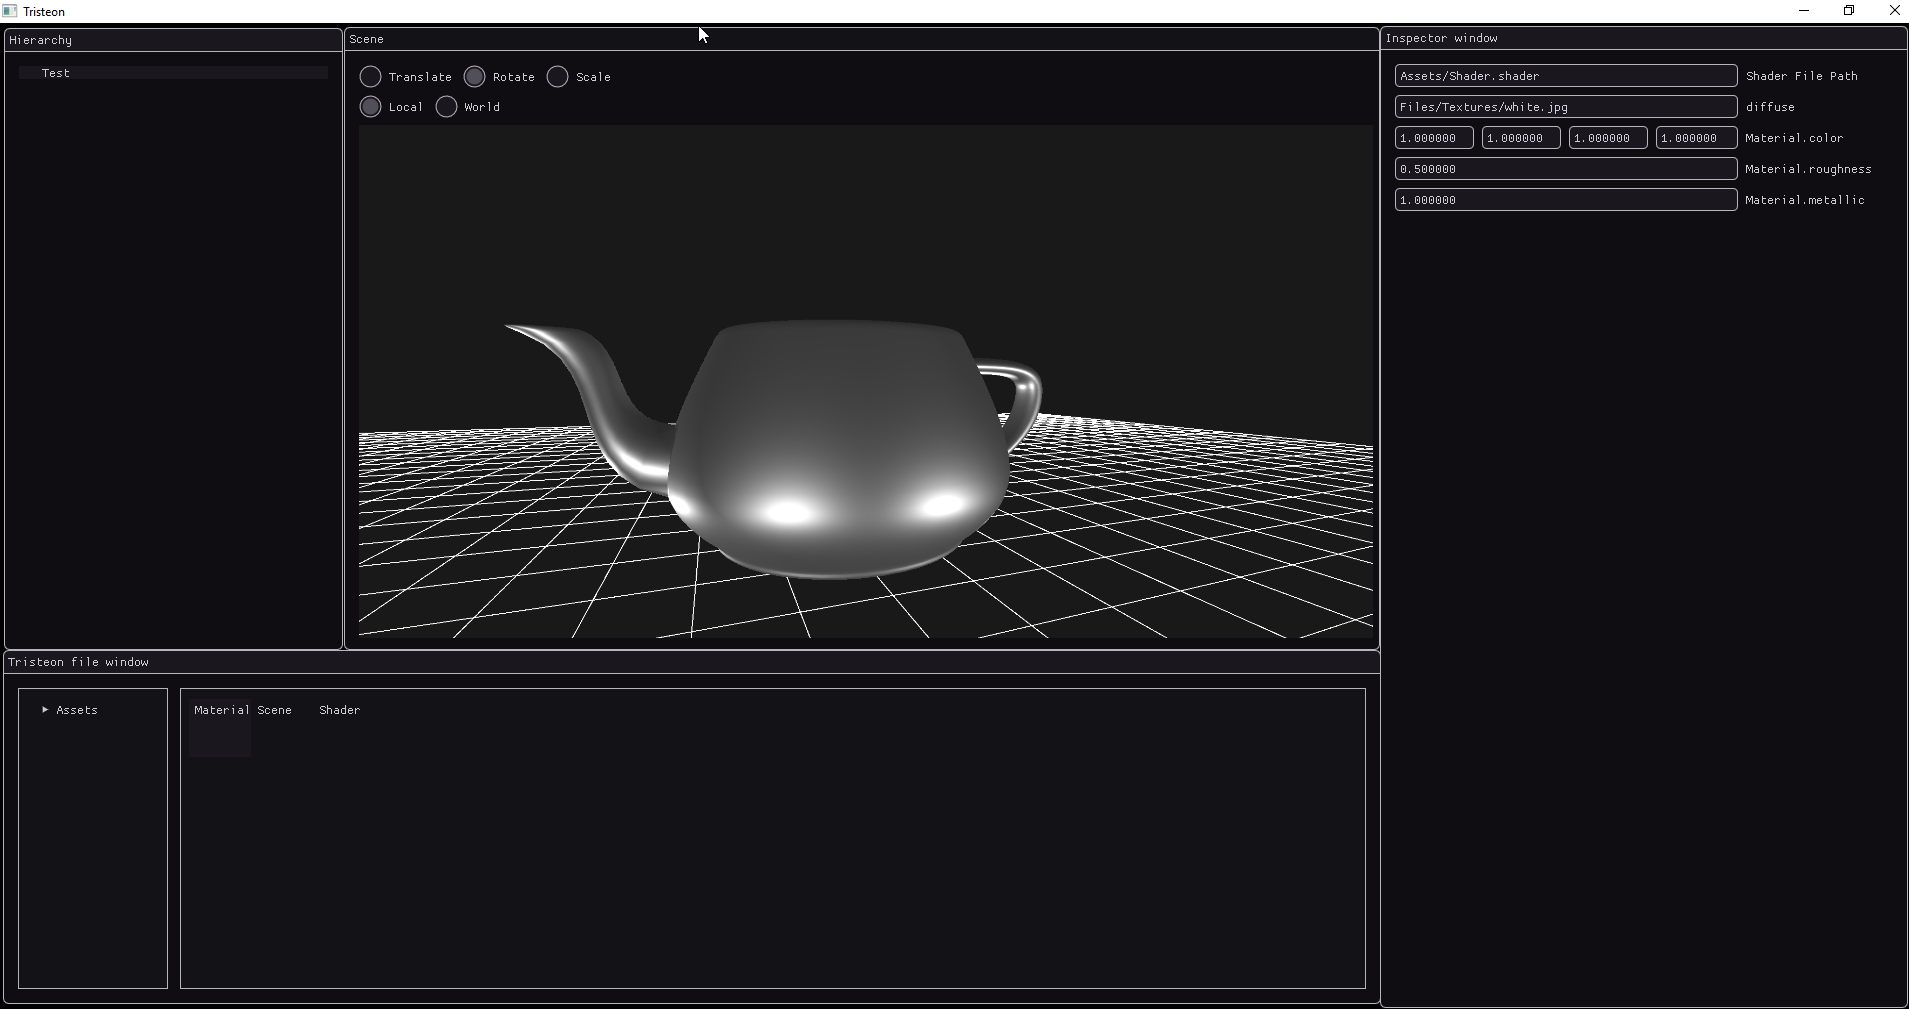 Tristeon
Hierarchy
Test
Scene
Translate Rotate Scale
Local World
Inspector window
Assets/Shader.shader Shader File Path
Files/Textures/white.jpg diffuse
1.000000 1.000000 1.000000 1.000000 Material.color
0.500000 Material.roughness
1.000000 Material.metallic
Tristeon file window
Assets
Material Scene Shader